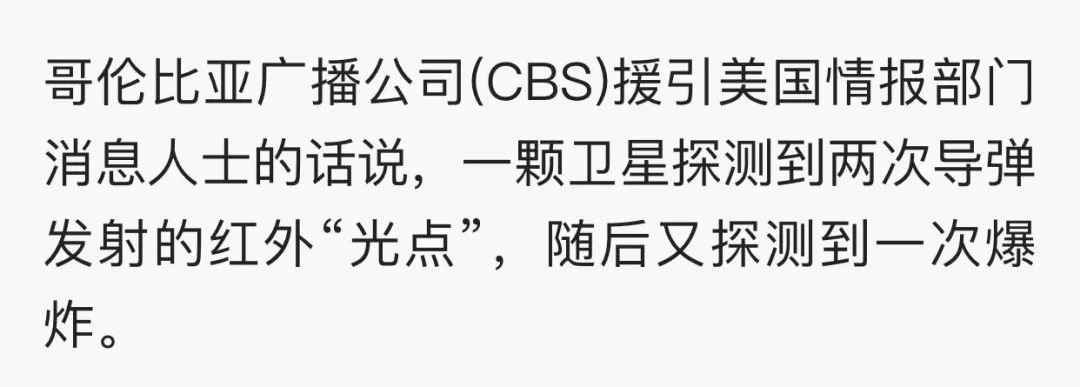 哥伦比亚广播公司(CBS)援引美国情报部门
消息人士的话说，一颗卫星探测到两次导弹
发射的红外“光点”，随后又探测到一次爆
炸。